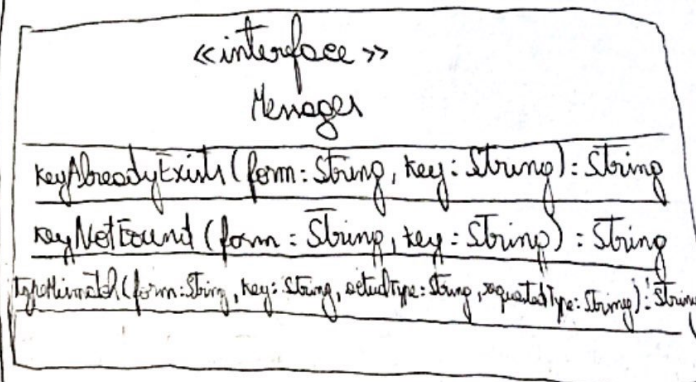 «interface»
Messages
keyAlreadyExists(form: String, key: String): String
keyNotFound(form: String, key: String): String
typeMismatch(form: String, key: String, actualType: String, requestedType: String): String